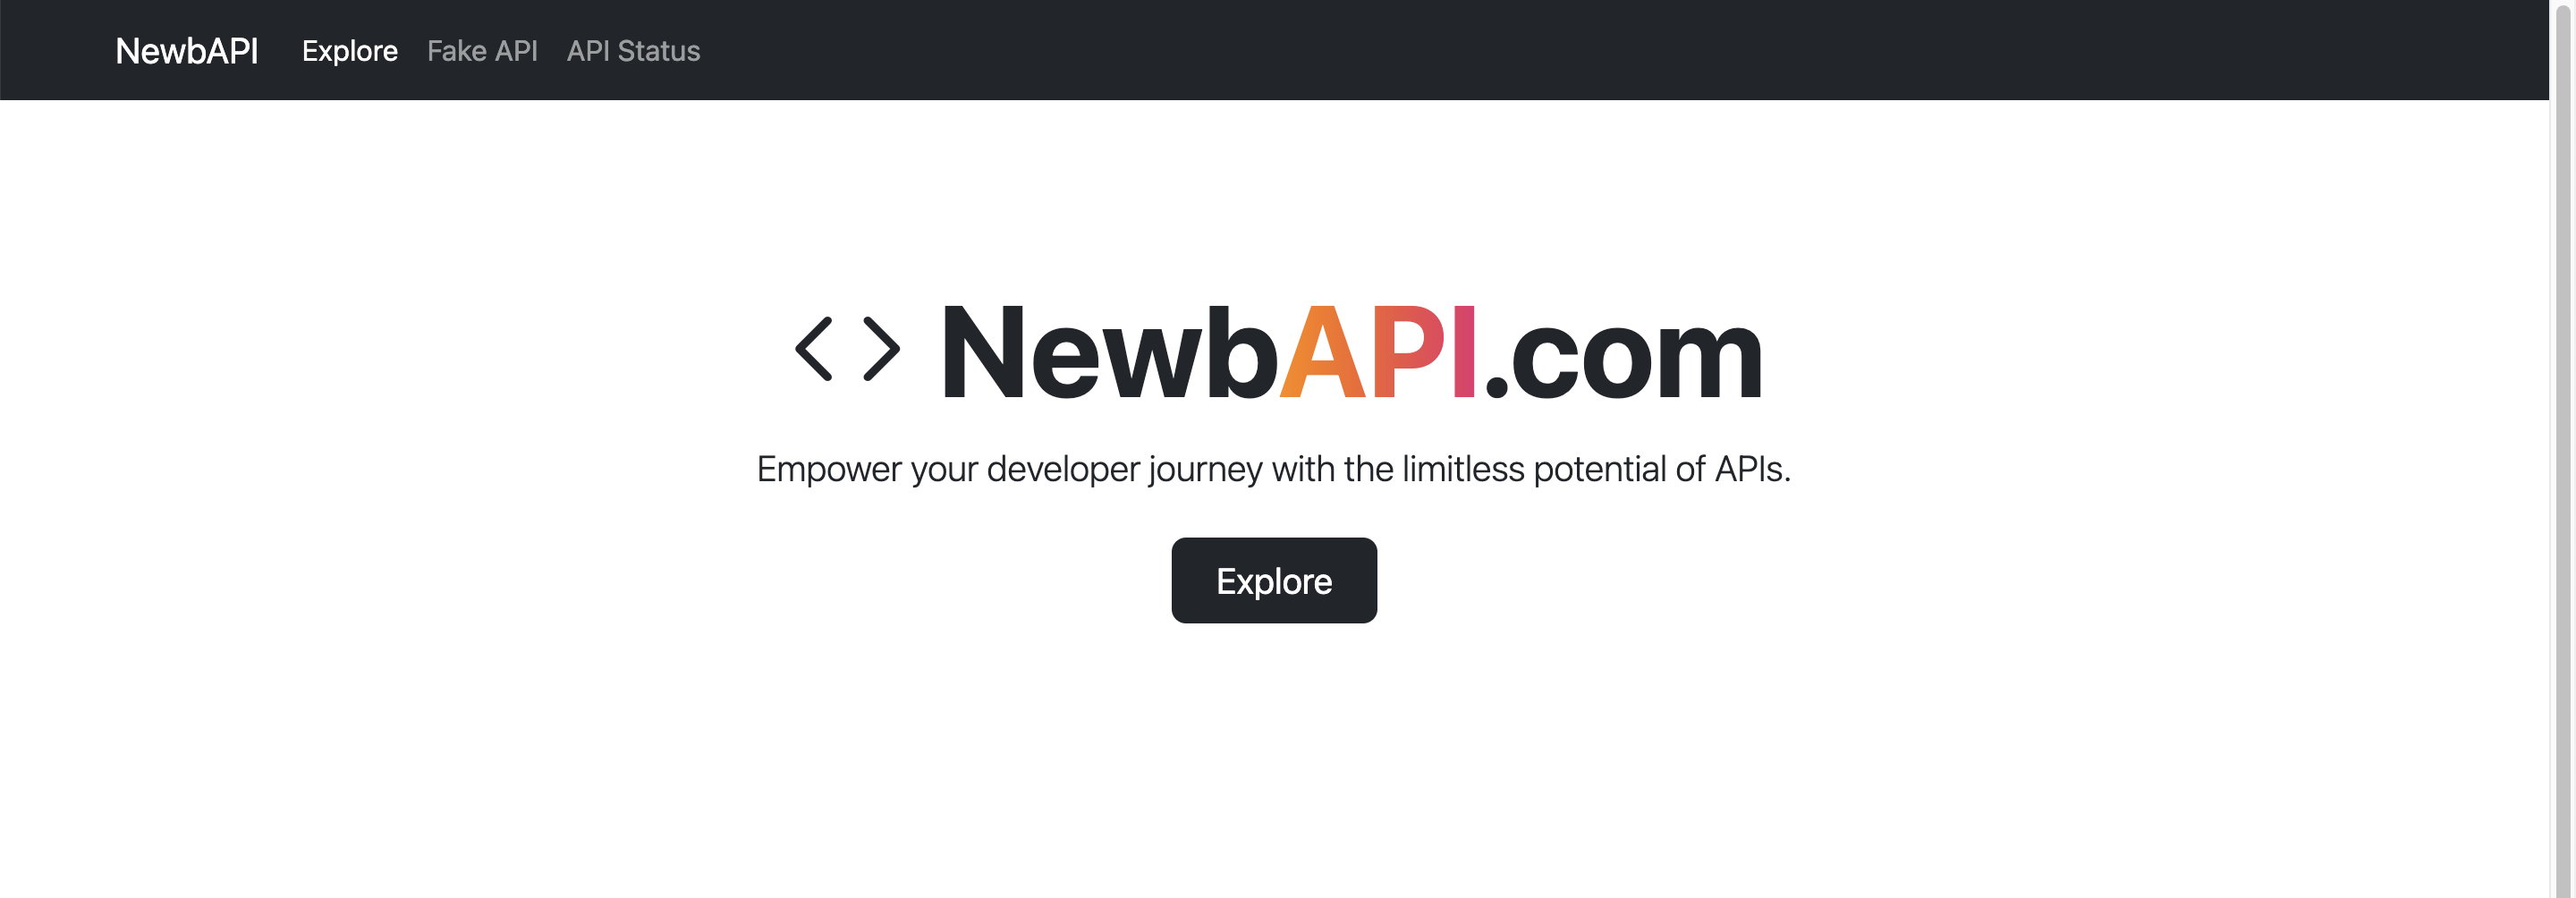 NewbAPI Explore Fake API API Status
< > NewbAPI.com
Empower your developer journey with the limitless potential of APIs.
Explore